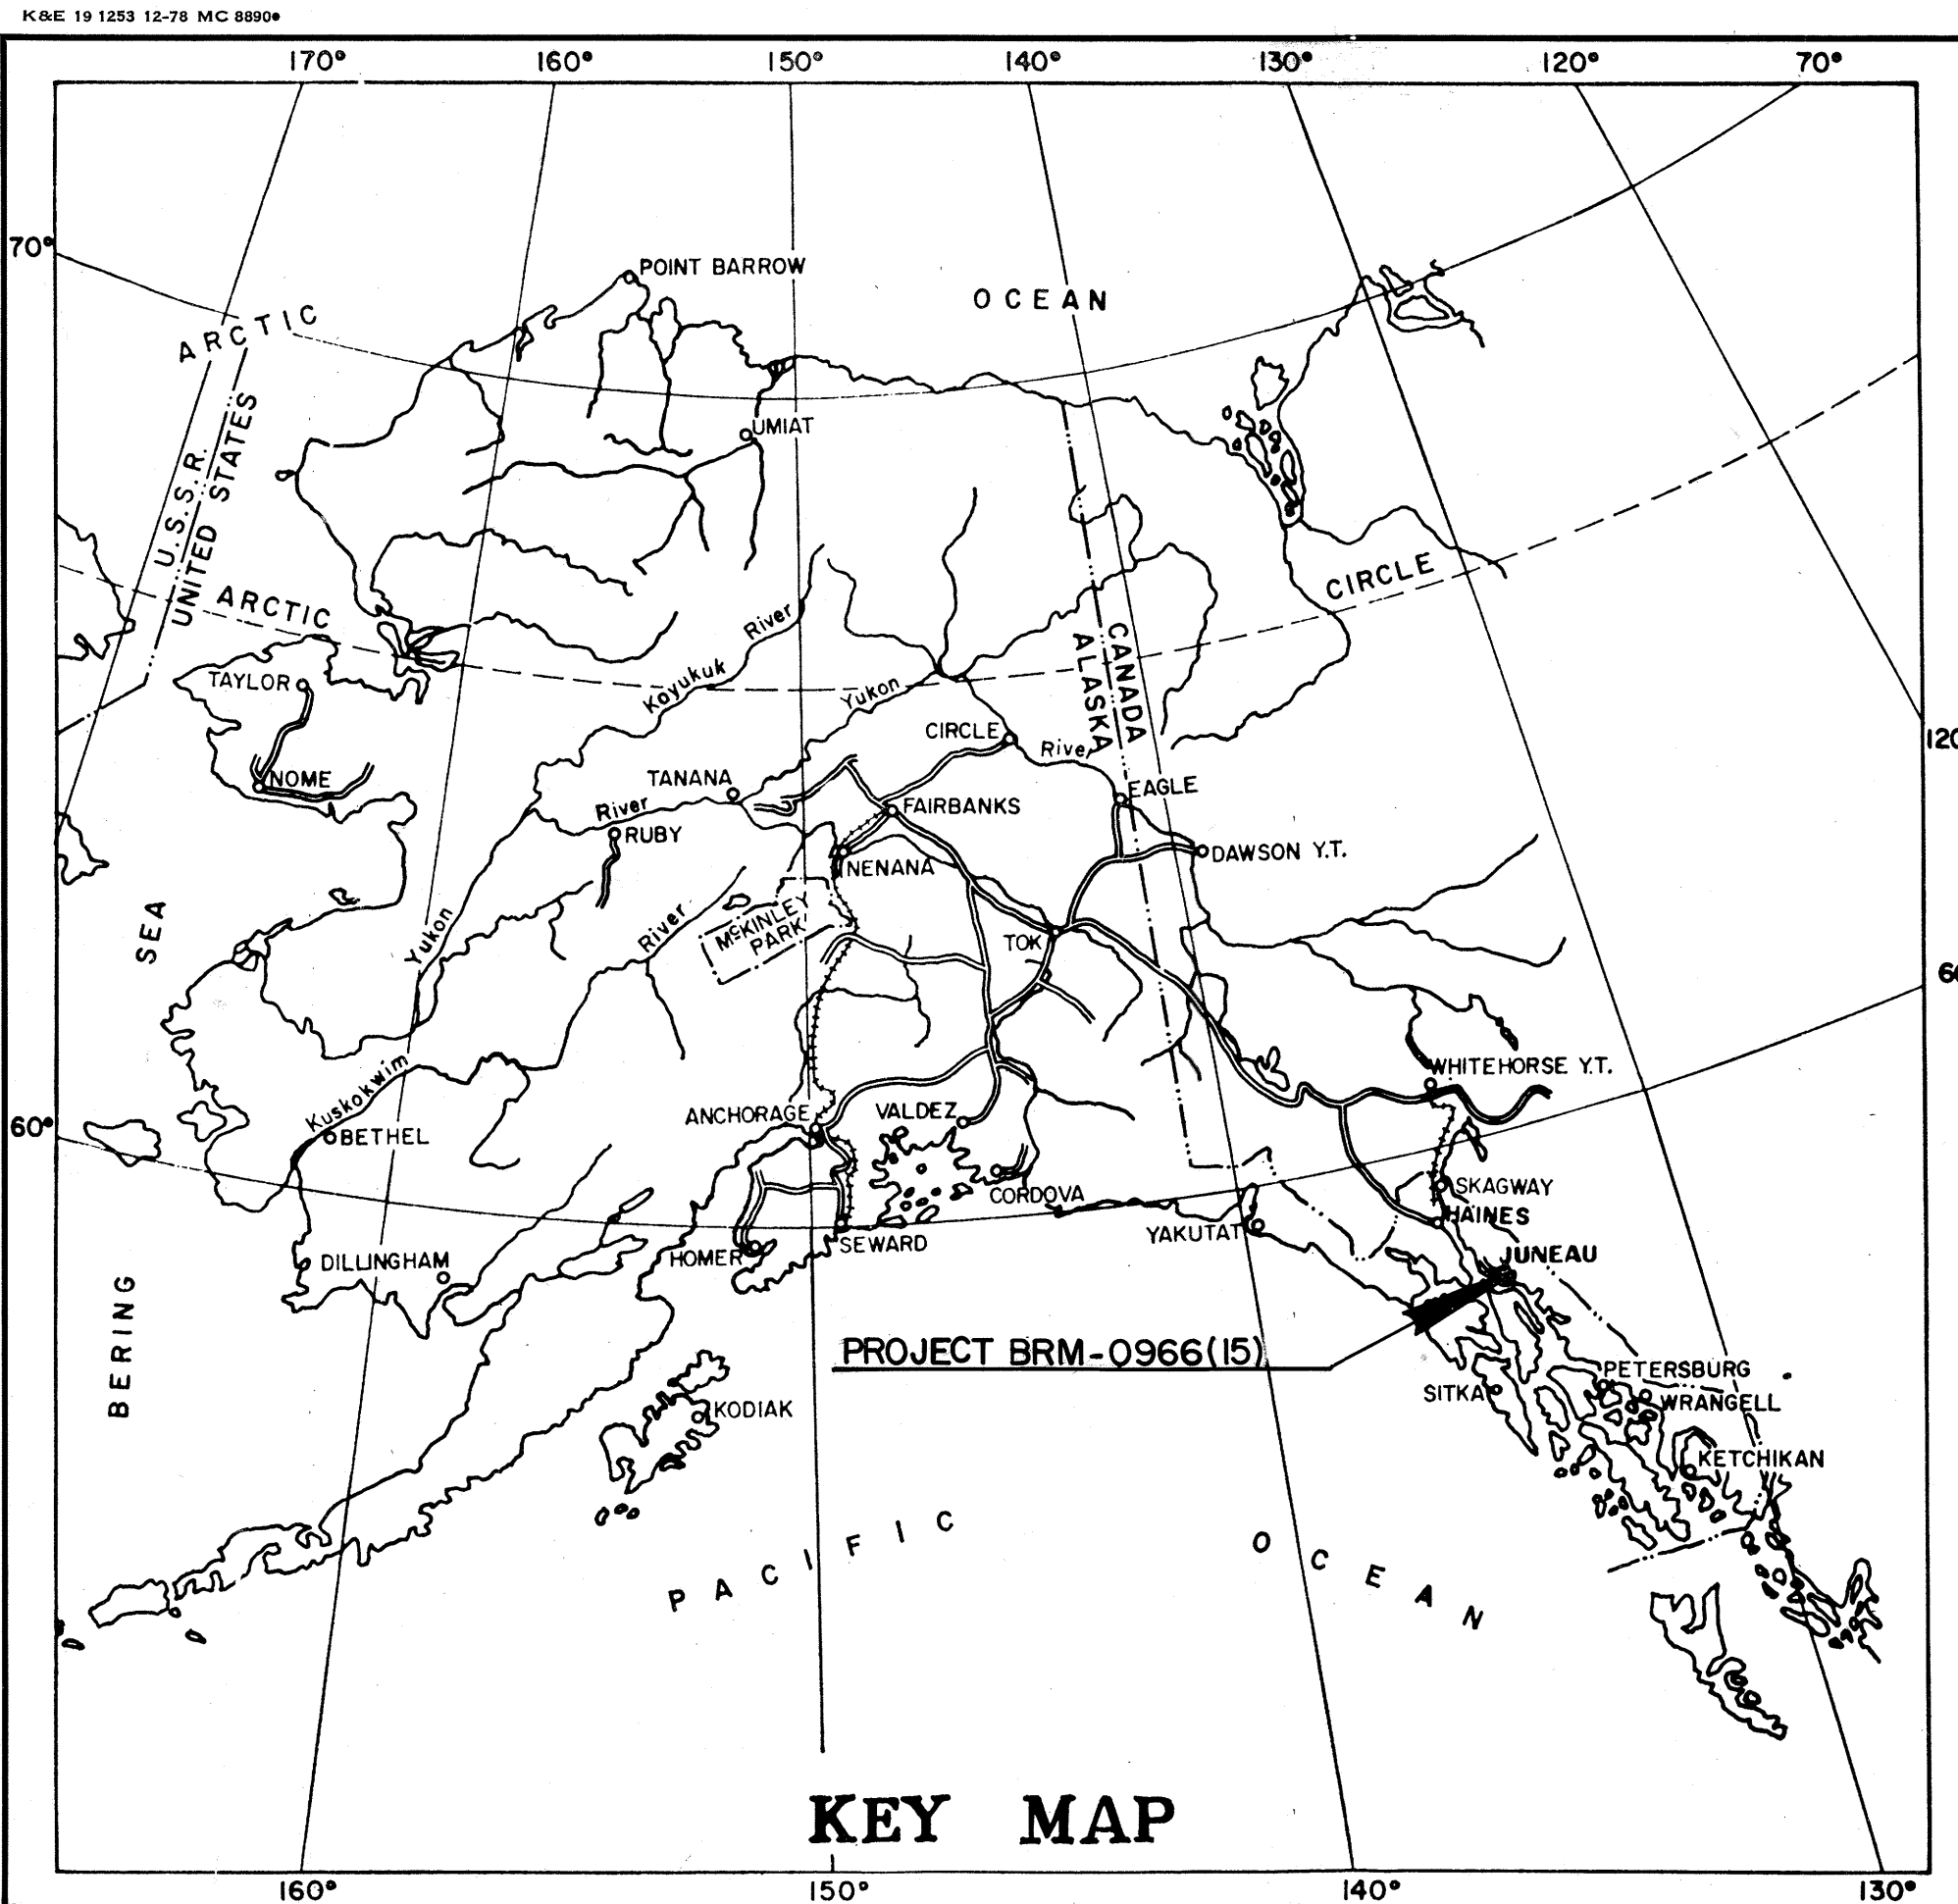 K&E 19 1253 12-78 MC 8890
170° 160° 150° 140° 130° 120° 70°
70°
POINT BARROW
OCEAN
ARCTIC
UMIAT
U.S.S.R.
UNITED STATES
ARCTIC
CIRCLE
River
Koyukuk
CANADA
ALASKA
TAYLOR
Yukon
CIRCLE
River
120
NOME
TANANA
EAGLE
River
FAIRBANKS
RUBY
DAWSON Y.T.
NENANA
McKINLEY
PARK
SEA
Yukon
River
TOK
60°
WHITEHORSE Y.T.
Kuskokwim
ANCHORAGE
VALDEZ
60°
BETHEL
SKAGWAY
CORDOVA
HAINES
YAKUTAT
SEWARD
JUNEAU
HOMER
DILLINGHAM
BERING
PROJECT BRM-0966(15)
PETERSBURG
SITKA
WRANGELL
KODIAK
KETCHIKAN
PACIFIC
OCEAN
KEY MAP
160° 150° 140° 130°